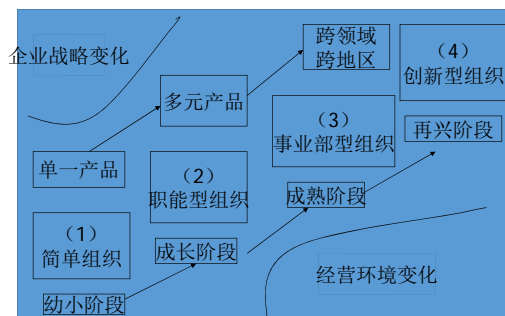 跨领域
跨地区
（4）
创新型组织
企业战略变化
多元产品
（3）
事业部型组织
再兴阶段
单一产品
（2）
职能型组织
成熟阶段
（1）
简单组织
成长阶段
经营环境变化
幼小阶段